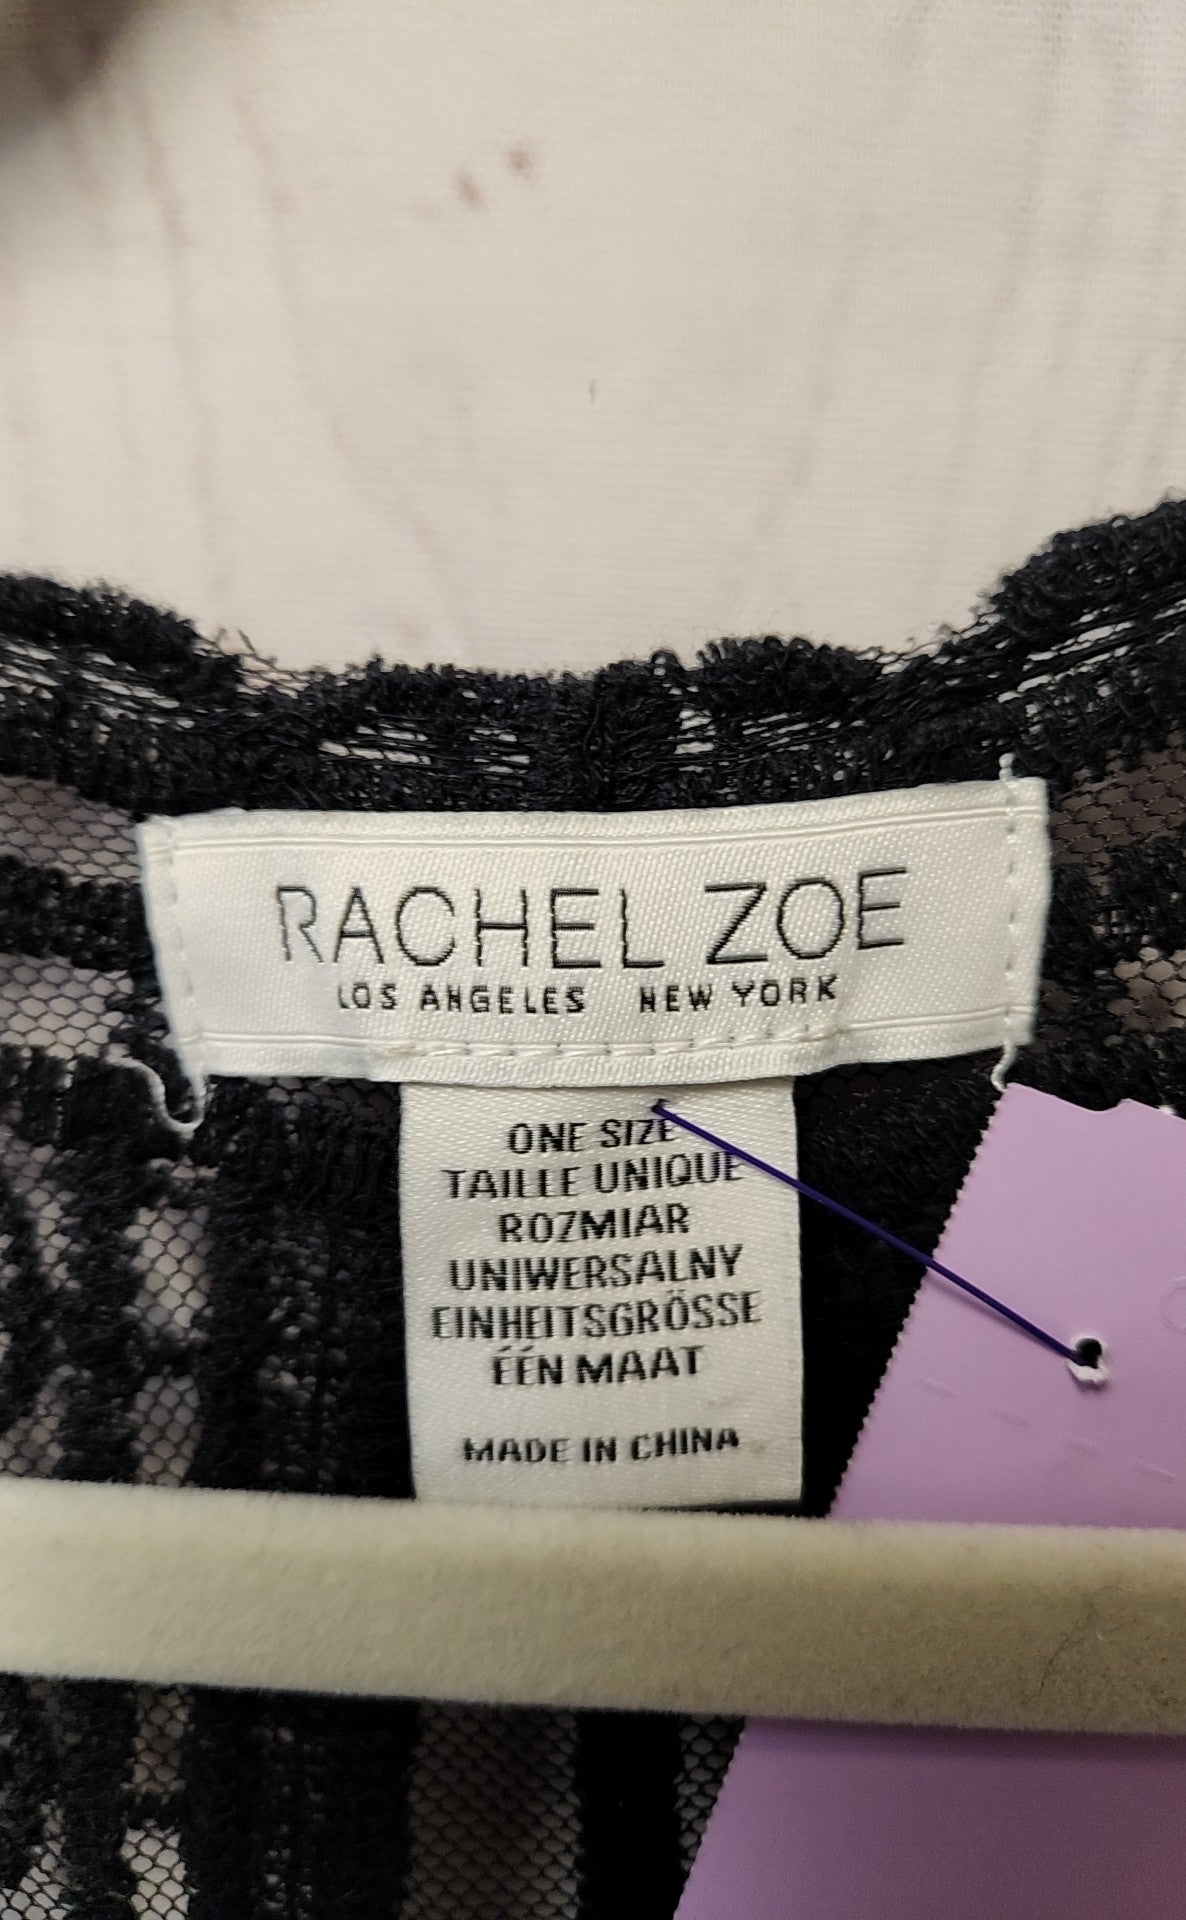 RACHEL ZOE
LOS ANGELES NEW YORK
ONE SIZE
TAILLE UNIQUE
ROZMIAR
UNIWERSALNY
EINHEITSGRÖSSE
ÉÉN MAAT
MADE IN CHINA